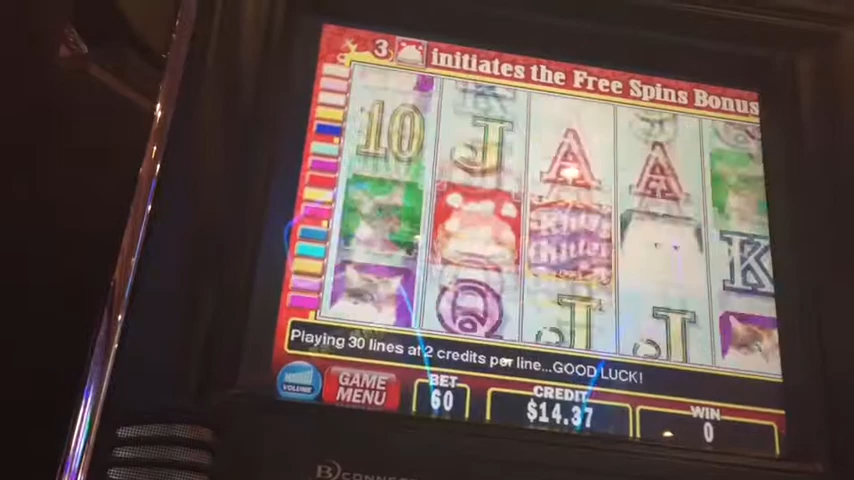 3 initiates the Free Spins Bonus
10 J A A
K
Q J J
Playing 30 lines at 2 credits per line...GOOD LUCK!
VOLUME
GAME MENU
BET
60
CREDIT
$14.37
WIN
0